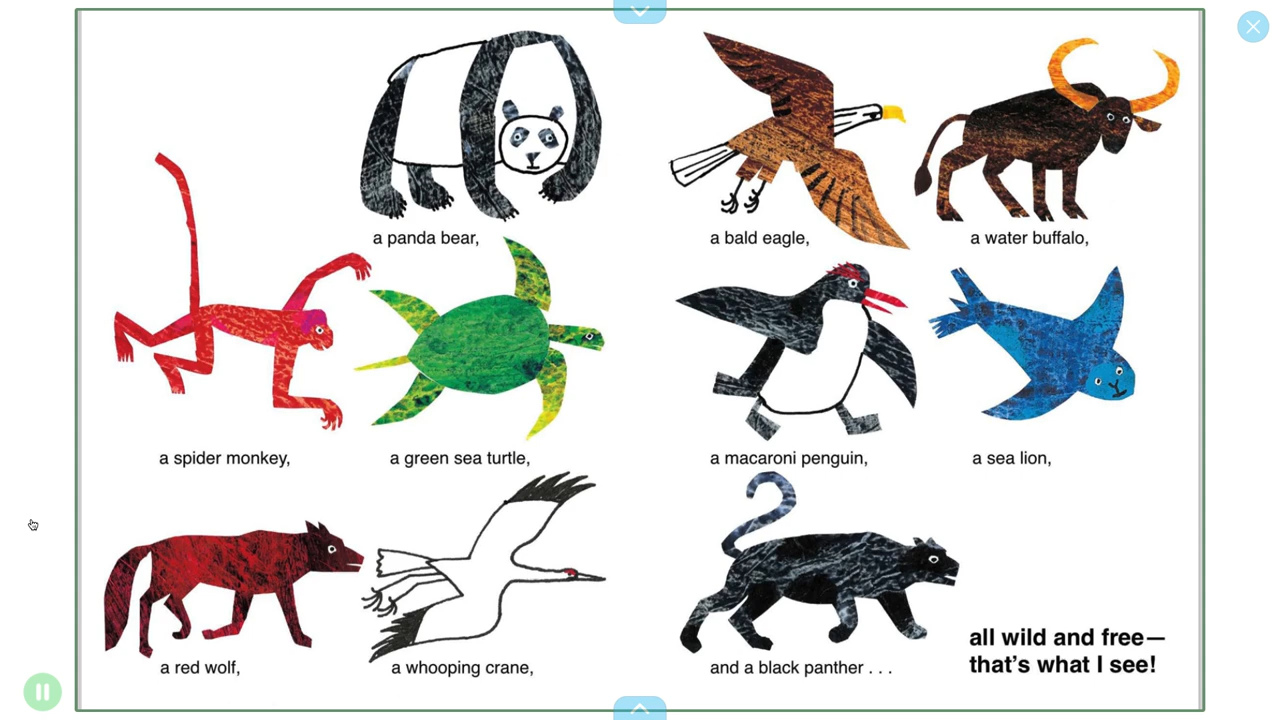 a panda bear,
a bald eagle,
a water buffalo,
a spider monkey,
a green sea turtle,
a macaroni penguin,
a sea lion,
a red wolf,
a whooping crane,
and a black panther . . .
all wild and free—
that's what I see!